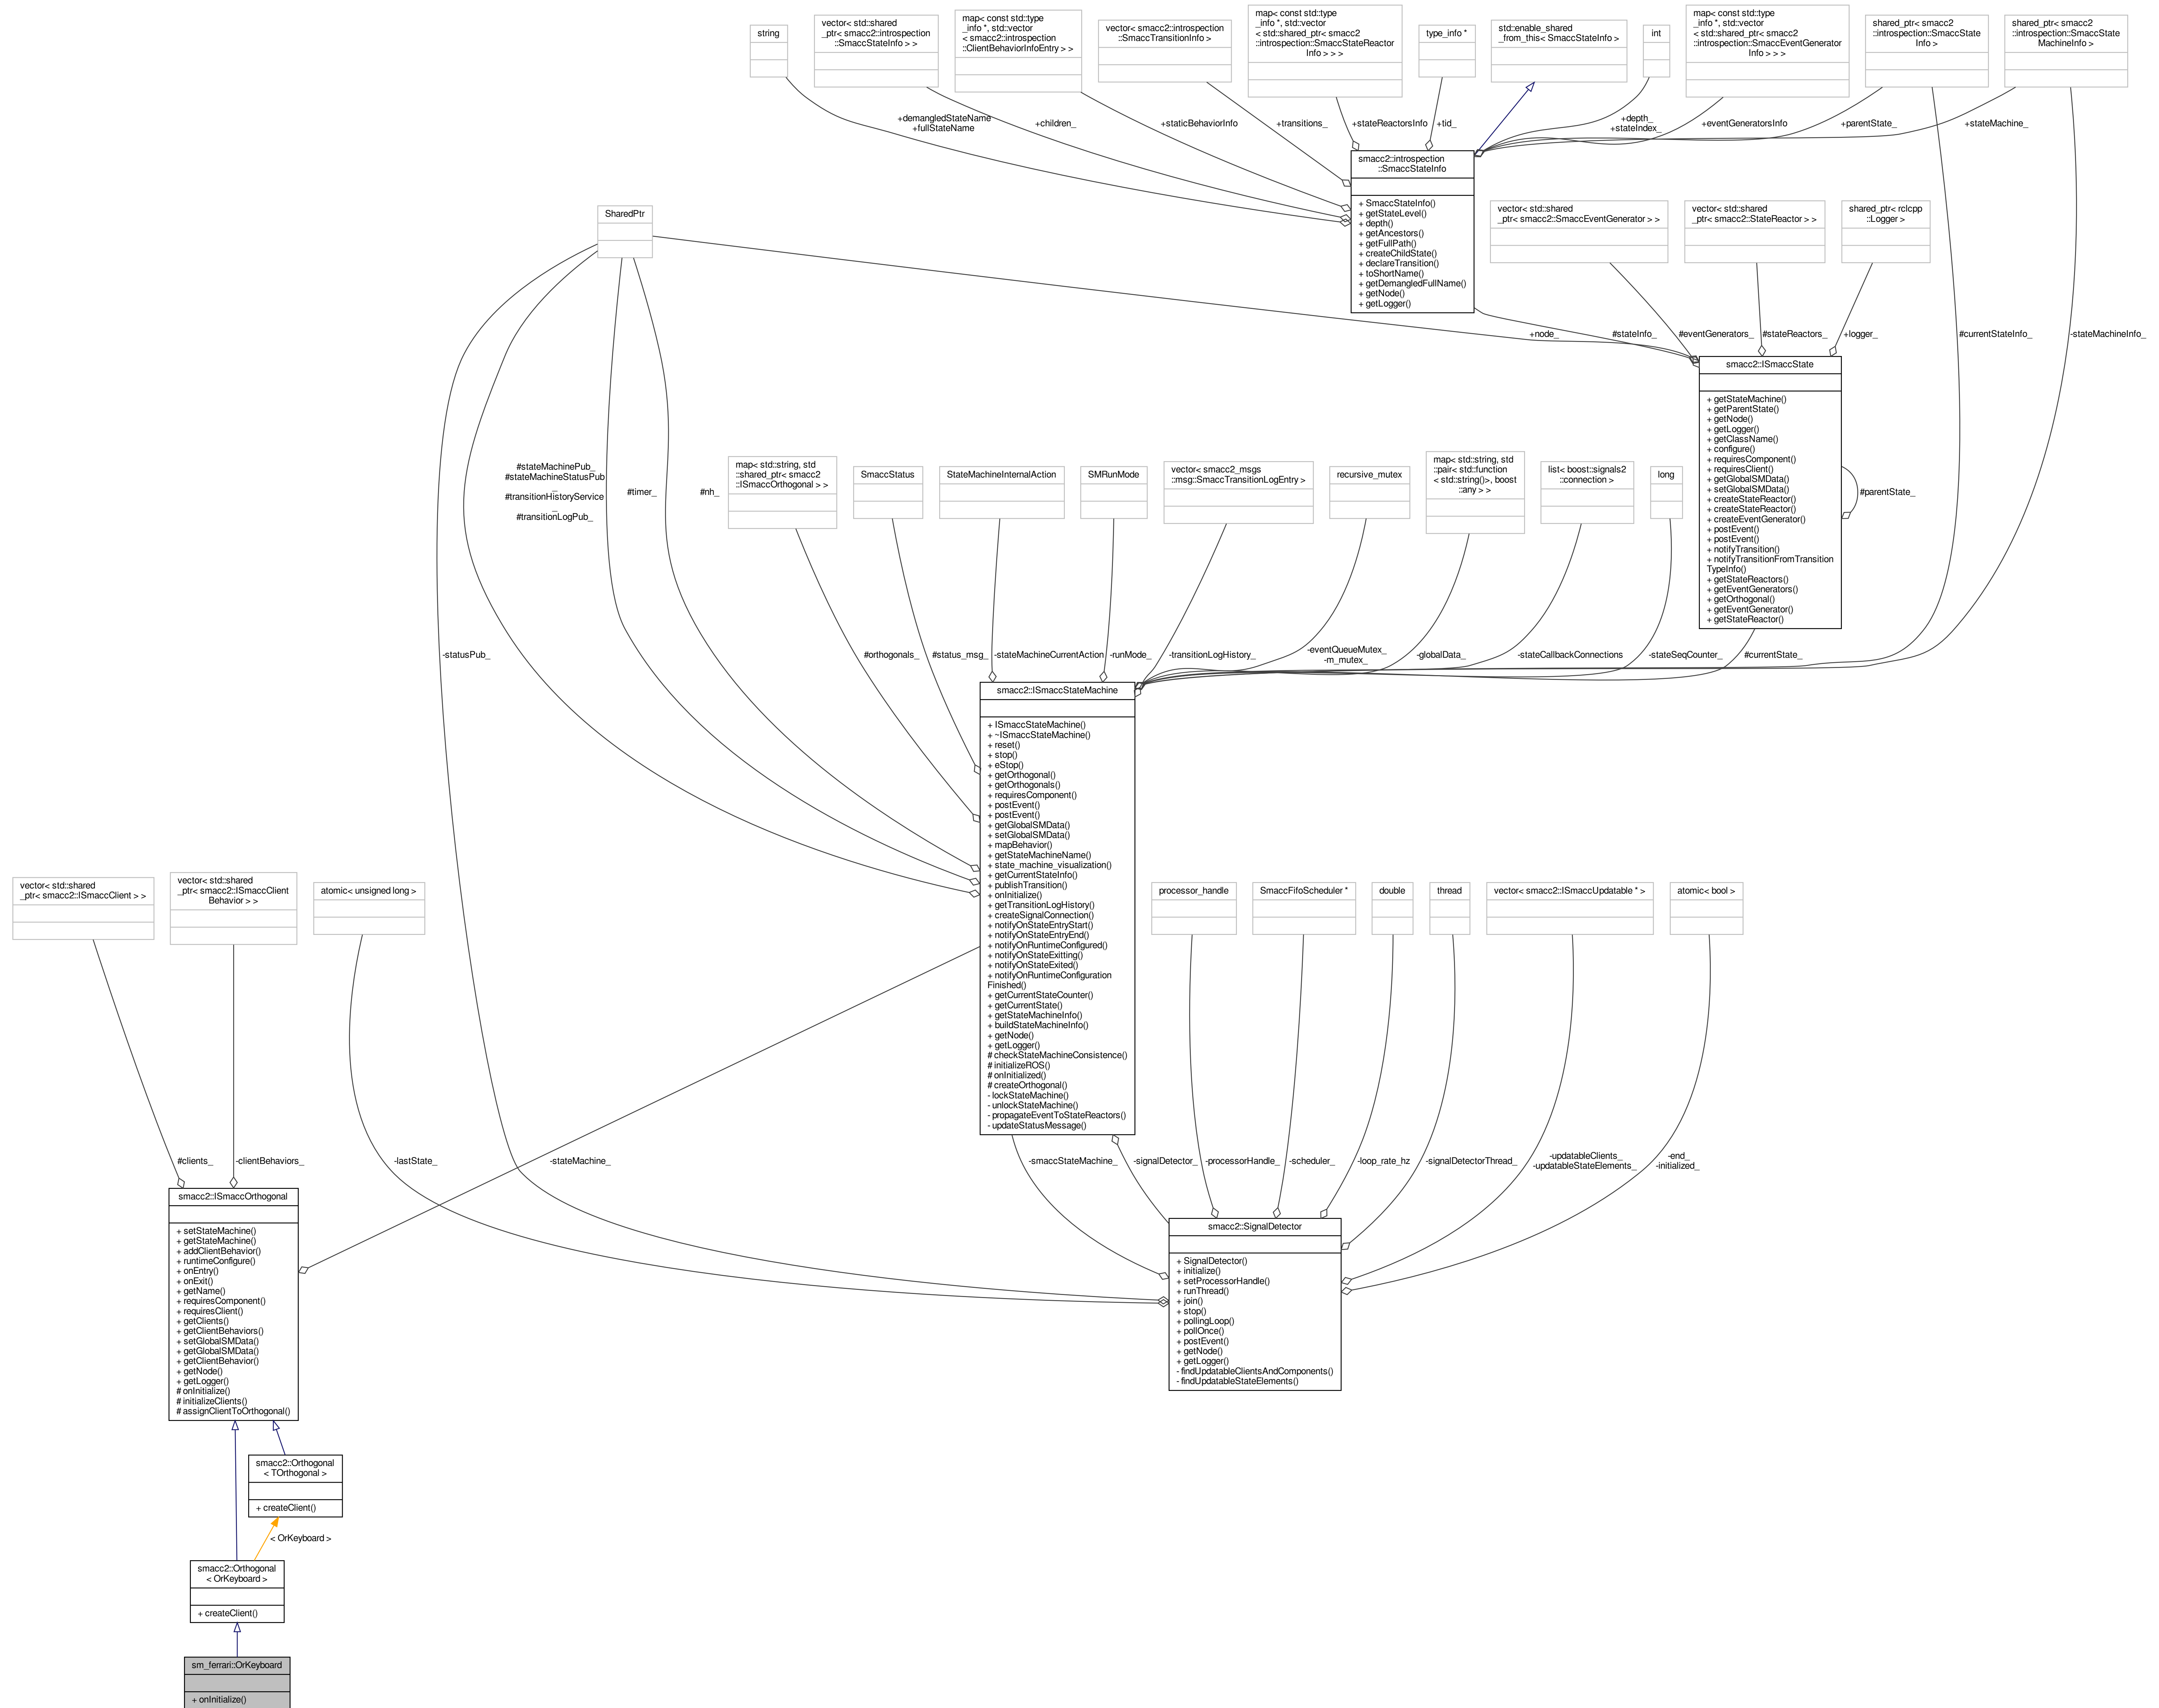 string
vector< std::shared
_ptr< smacc2::introspection
::SmaccStateInfo > >
map< const std::type
_info *, std::vector
< smacc2::introspection
::ClientBehaviorInfoEntry > >
vector< smacc2::introspection
::SmaccTransitionInfo >
map< const std::type
_info *, std::vector
< std::shared_ptr< smacc2
::introspection::SmaccStateReactor
Info > > >
type_info *
std::enable_shared
_from_this< SmaccStateInfo >
int
map< const std::type
_info *, std::vector
< std::shared_ptr< smacc2
::introspection::SmaccEventGenerator
Info > > >
shared_ptr< smacc2
::introspection::SmaccState
Info >
shared_ptr< smacc2
::introspection::SmaccState
MachineInfo >
+demangledStateName
+fullStateName
+children_
+staticBehaviorInfo
+transitions_
+stateReactorsInfo
+tid_
+depth_
+stateIndex_
+eventGeneratorsInfo
+parentState_
+stateMachine_
smacc2::introspection
::SmaccStateInfo
+ SmaccStateInfo()
+ getStateLevel()
+ depth()
+ getAncestors()
+ getFullPath()
+ createChildState()
+ declareTransition()
+ toShortName()
+ getDemangledFullName()
+ getNode()
+ getLogger()
SharedPtr
vector< std::shared
_ptr< smacc2::SmaccEventGenerator > >
vector< std::shared
_ptr< smacc2::StateReactor > >
shared_ptr< rclcpp
::Logger >
+node_
#stateInfo_
#eventGenerators_
#stateReactors_
+logger_
#currentStateInfo_
-stateMachineInfo_
smacc2::ISmaccState
+ getStateMachine()
+ getParentState()
+ getNode()
+ getLogger()
+ getClassName()
+ configure()
+ requiresComponent()
+ requiresClient()
+ getGlobalSMData()
+ setGlobalSMData()
+ createStateReactor()
+ createStateReactor()
+ createEventGenerator()
+ postEvent()
+ postEvent()
+ notifyTransition()
+ notifyTransitionFromTransition
TypeInfo()
+ getStateReactors()
+ getEventGenerators()
+ getOrthogonal()
+ getEventGenerator()
+ getStateReactor()
#parentState_
#stateMachinePub_
#stateMachineStatusPub
_
#transitionHistoryService
_
#transitionLogPub_
#timer_
#nh_
map< std::string, std
::shared_ptr< smacc2
::ISmaccOrthogonal > >
SmaccStatus
StateMachineInternalAction
SMRunMode
vector< smacc2_msgs
::msg::SmaccTransitionLogEntry >
recursive_mutex
map< std::string, std
::pair< std::function
< std::string()>, boost
::any > >
list< boost::signals2
::connection >
long
-statusPub_
#orthogonals_
#status_msg_
-stateMachineCurrentAction
-runMode_
-transitionLogHistory_
-eventQueueMutex_
-m_mutex_
-globalData_
-stateCallbackConnections
-stateSeqCounter_
#currentState_
smacc2::ISmaccStateMachine
+ ISmaccStateMachine()
+ ~ISmaccStateMachine()
+ reset()
+ stop()
+ eStop()
+ getOrthogonal()
+ getOrthogonals()
+ requiresComponent()
+ postEvent()
+ postEvent()
+ getGlobalSMData()
+ setGlobalSMData()
+ mapBehavior()
+ getStateMachineName()
+ state_machine_visualization()
+ getCurrentStateInfo()
+ publishTransition()
+ onInitialize()
+ getTransitionLogHistory()
+ createSignalConnection()
+ notifyOnStateEntryStart()
+ notifyOnStateEntryEnd()
+ notifyOnRuntimeConfigured()
+ notifyOnStateExitting()
+ notifyOnStateExited()
+ notifyOnRuntimeConfiguration
Finished()
+ getCurrentStateCounter()
+ getCurrentState()
+ getStateMachineInfo()
+ buildStateMachineInfo()
+ getNode()
+ getLogger()
# checkStateMachineConsistence()
# initializeROS()
# onInitialized()
# createOrthogonal()
- lockStateMachine()
- unlockStateMachine()
- propagateEventToStateReactors()
- updateStatusMessage()
vector< std::shared
_ptr< smacc2::ISmaccClient > >
vector< std::shared
_ptr< smacc2::ISmaccClient
Behavior > >
atomic< unsigned long >
processor_handle
SmaccFifoScheduler *
double
thread
vector< smacc2::ISmaccUpdatable * >
atomic< bool >
#clients_
-clientBehaviors_
-lastState_
-stateMachine_
-smaccStateMachine_
-signalDetector_
-processorHandle_
-scheduler_
-loop_rate_hz
-signalDetectorThread_
-updatableClients_
-updatableStateElements_
-end_
-initialized_
smacc2::ISmaccOrthogonal
+ setStateMachine()
+ getStateMachine()
+ addClientBehavior()
+ runtimeConfigure()
+ onEntry()
+ onExit()
+ getName()
+ requiresComponent()
+ requiresClient()
+ getClients()
+ getClientBehaviors()
+ setGlobalSMData()
+ getGlobalSMData()
+ getClientBehavior()
+ getNode()
+ getLogger()
# onInitialize()
# initializeClients()
# assignClientToOrthogonal()
smacc2::SignalDetector
+ SignalDetector()
+ initialize()
+ setProcessorHandle()
+ runThread()
+ join()
+ stop()
+ pollingLoop()
+ pollOnce()
+ postEvent()
+ getNode()
+ getLogger()
- findUpdatableClientsAndComponents()
- findUpdatableStateElements()
smacc2::Orthogonal
< TOrthogonal >
+ createClient()
< OrKeyboard >
smacc2::Orthogonal
< OrKeyboard >
+ createClient()
sm_ferrari::OrKeyboard
+ onInitialize()